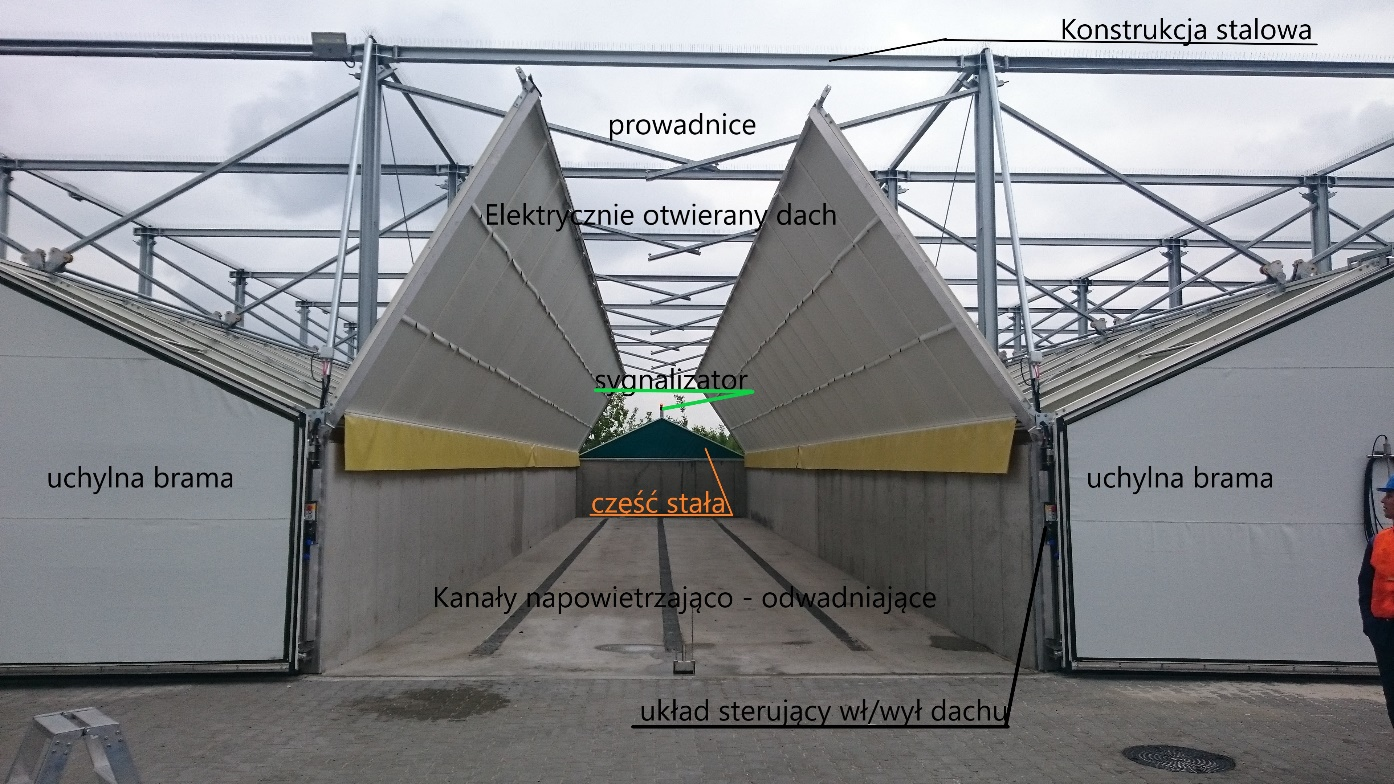 Konstrukcja stalowa
prowadnice
Elektrycznie otwierany dach
sygnalizator
uchylna brama
uchylna brama
cześć stała
Kanały napowietrzająco - odwadniające
układ sterujący wł/wył dachu